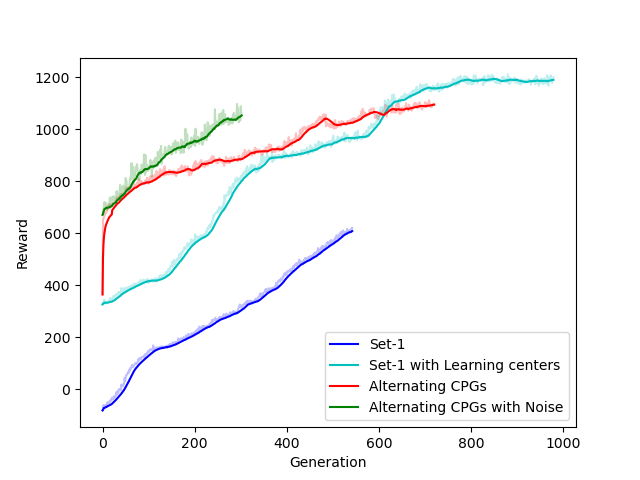 1200
1000
800
600
400
200
0
Reward
0 200 400 600 800 1000
Generation
Set-1
Set-1 with Learning centers
Alternating CPGs
Alternating CPGs with Noise